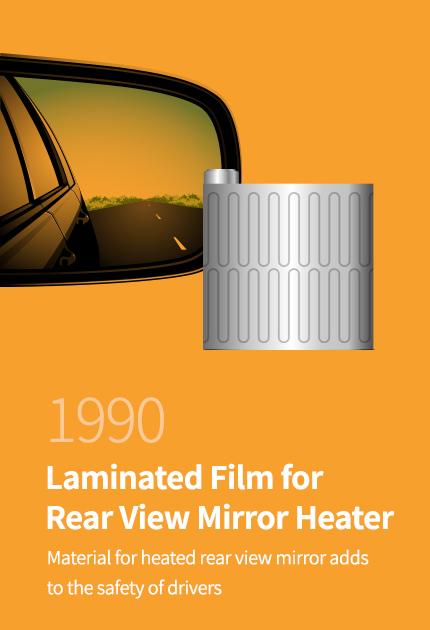 1990
Laminated Film for
Rear View Mirror Heater
Material for heated rear view mirror adds
to the safety of drivers